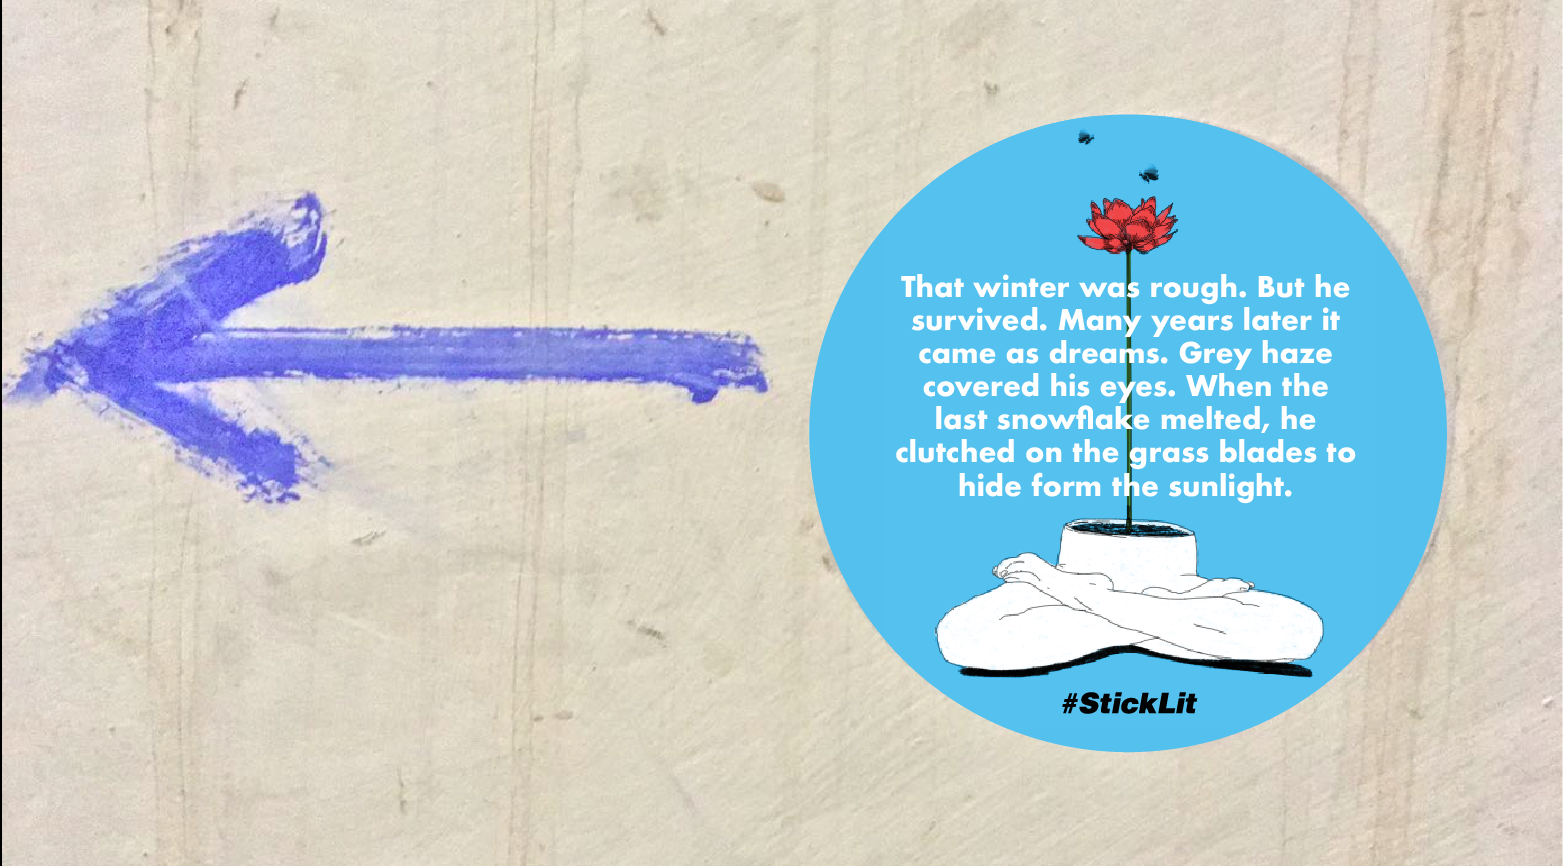 That winter was rough. But he
survived. Many years later it
came as dreams. Grey haze
covered his eyes. When the
last snowflake melted, he
clutched on the grass blades to
hide form the sunlight.
#StickLit